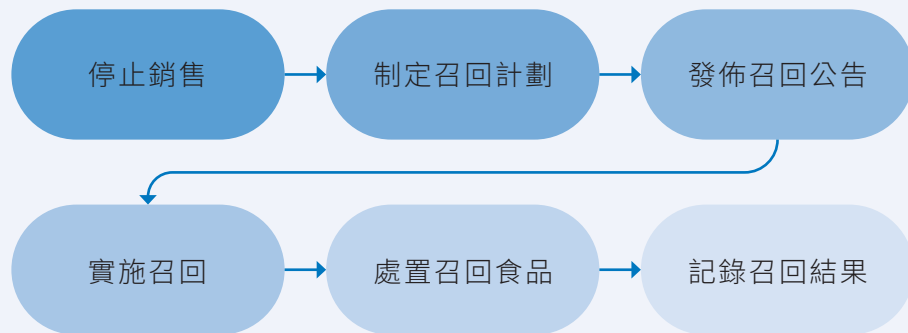 停止銷售
制定召回計劃
發佈召回公告
實施召回
處置召回食品
記錄召回結果